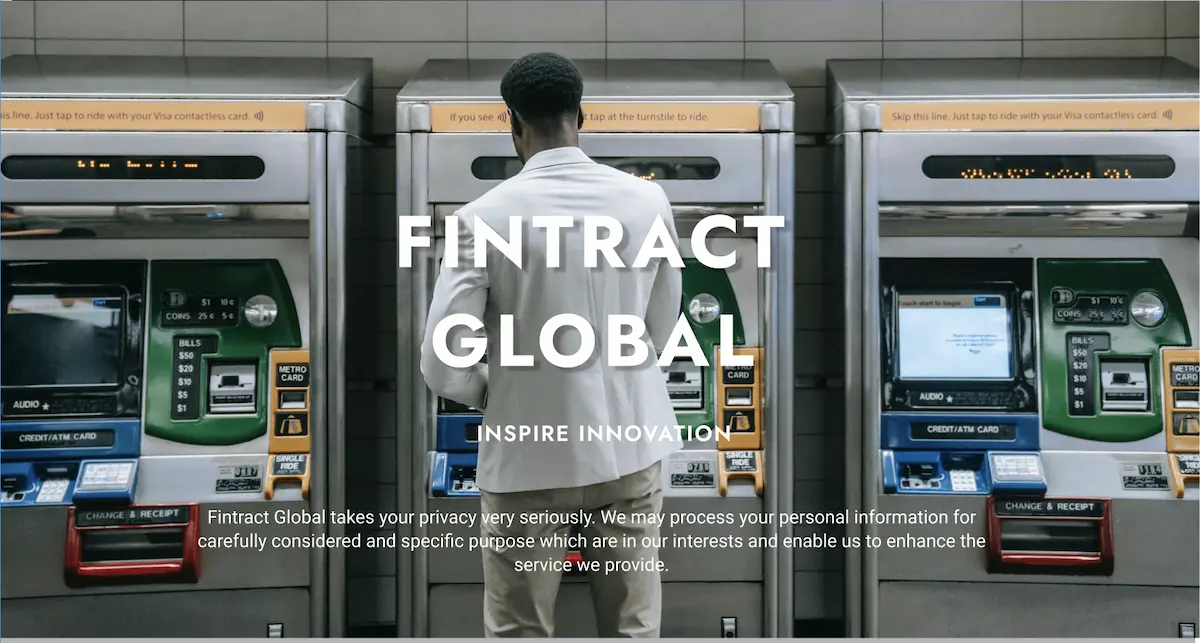 is line. Just tap to ride with your Visa contactless card.
If you see
t tap at the turnstile to ride.
Skip this line. Just tap to ride with your Visa contactless card.
FINTRACT
GLOBAL
INSPIRE INNOVATION
$1 10¢
COINS 25¢ 5¢
BILLS
$50
$20
$10
$5
$1
METRO
CARD
AUDIO
CREDIT/ATM CARD
SINGLE
RIDE
CHANGE & RECEIPT
METRO
CARD
SINGLE
RIDE
Touch start to begin
Start
$1 10¢
COINS 25¢ 5¢
BILLS
$50
$20
$10
$5
$1
METRO
CARD
AUDIO
CREDIT/ATM CARD
SINGLE
RIDE
CHANGE & RECEIPT
Fintract Global takes your privacy very seriously. We may process your personal information for
carefully considered and specific purpose which are in our interests and enable us to enhance the
service we provide.